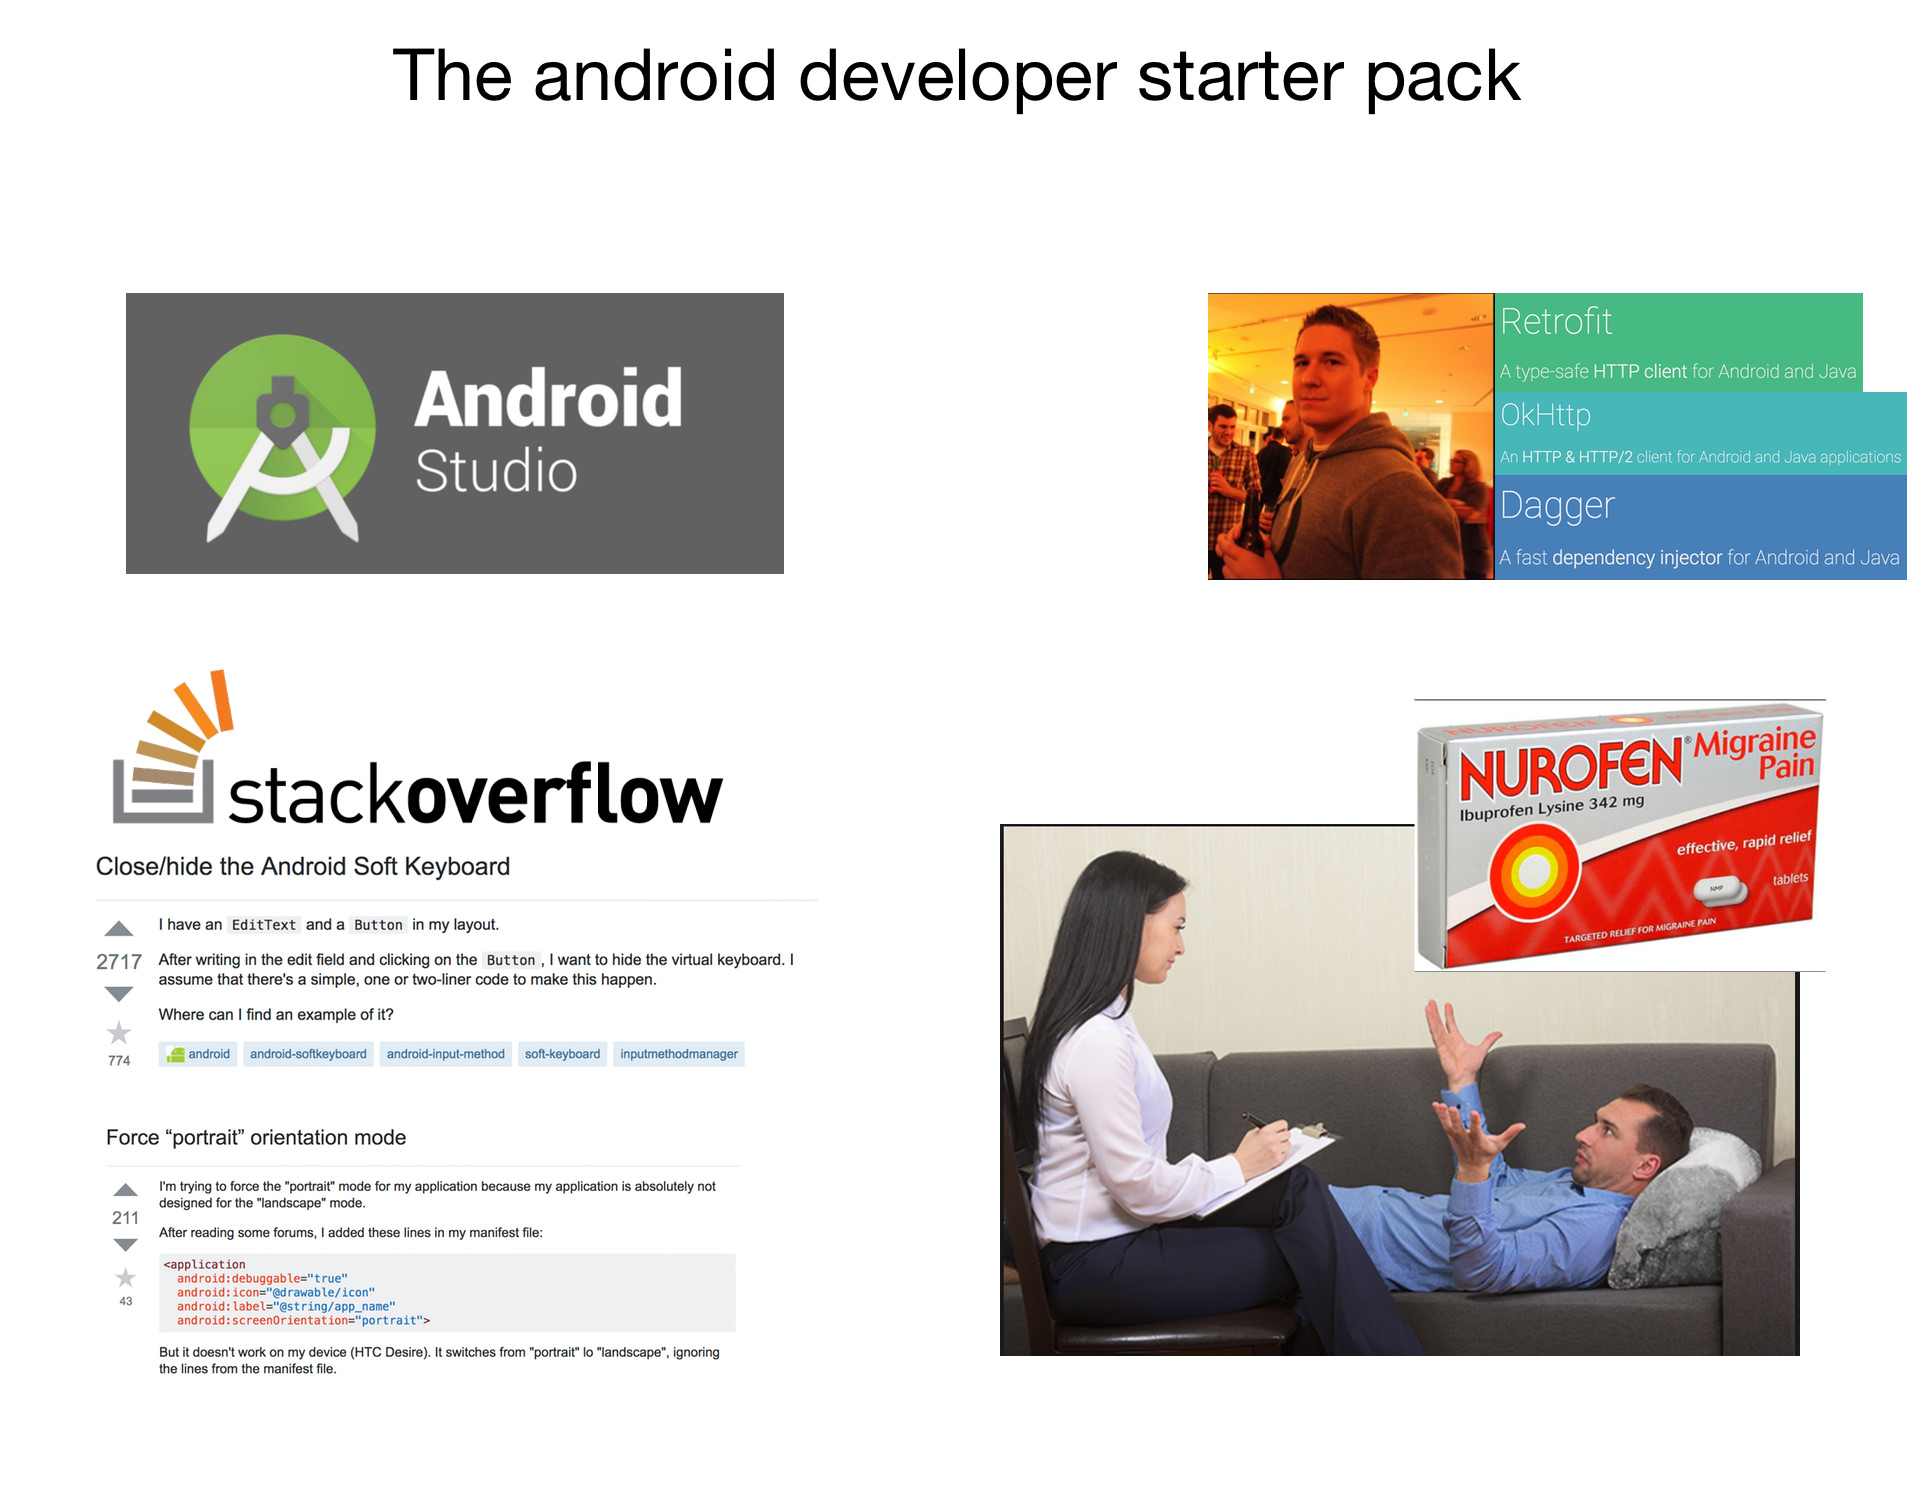 The android developer starter pack
Android
Studio
Retrofit
A type-safe HTTP client for Android and Java
OkHttp
An HTTP & HTTP/2 client for Android and Java applications
Dagger
A fast dependency injector for Android and Java
stackoverflow
Close/hide the Android Soft Keyboard
I have an EditText and a Button in my layout.
2717
After writing in the edit field and clicking on the Button, I want to hide the virtual keyboard. I
assume that there's a simple, one or two-liner code to make this happen.
Where can I find an example of it?
774
android android-softkeyboard android-input-method soft-keyboard inputmethodmanager
Force “portrait” orientation mode
I'm trying to force the "portrait" mode for my application because my application is absolutely not
designed for the "landscape" mode.
211
After reading some forums, I added these lines in my manifest file:
43
<application
android:debuggable="true"
android:icon="@drawable/icon"
android:label="@string/app_name"
android:screenOrientation="portrait">
But it doesn't work on my device (HTC Desire). It switches from "portrait" lo "landscape", ignoring
the lines from the manifest file.
NUROFEN Migraine Pain
NUROFEN® Migraine
Pain
Ibuprofen Lysine 342 mg
effective, rapid relief
tablets
NMP
TARGETED RELIEF FOR MIGRAINE PAIN